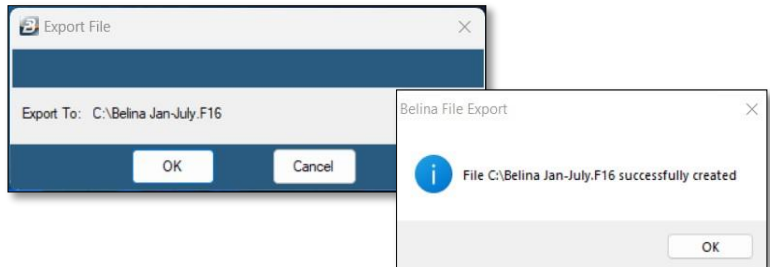 Export File
Export To: C:\Belina Jan-July.F16
OK
Cancel
Belina File Export
File C:\Belina Jan-July.F16 successfully created
OK